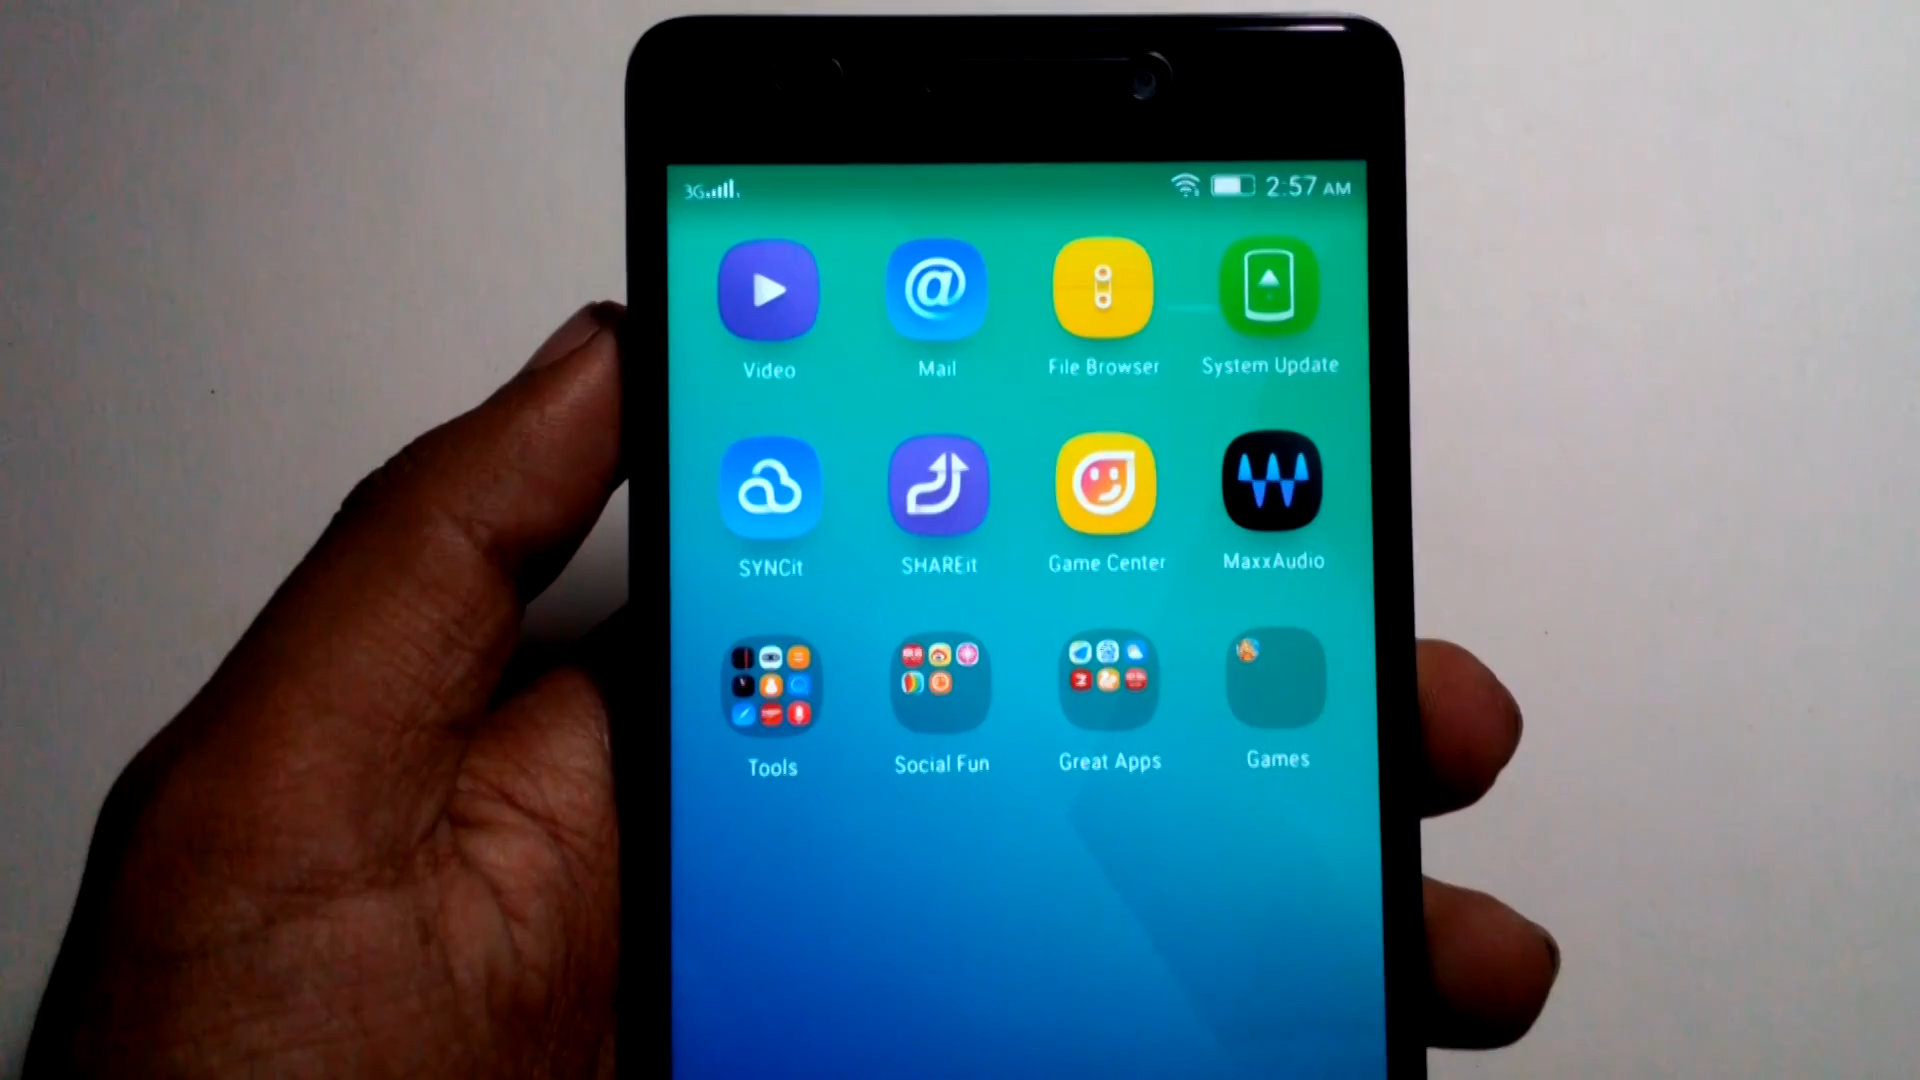 3G 2:57 AM
Video Mail File Browser System Update
SYNCit SHAREit Game Center MaxxAudio
Tools Social Fun Great Apps Games